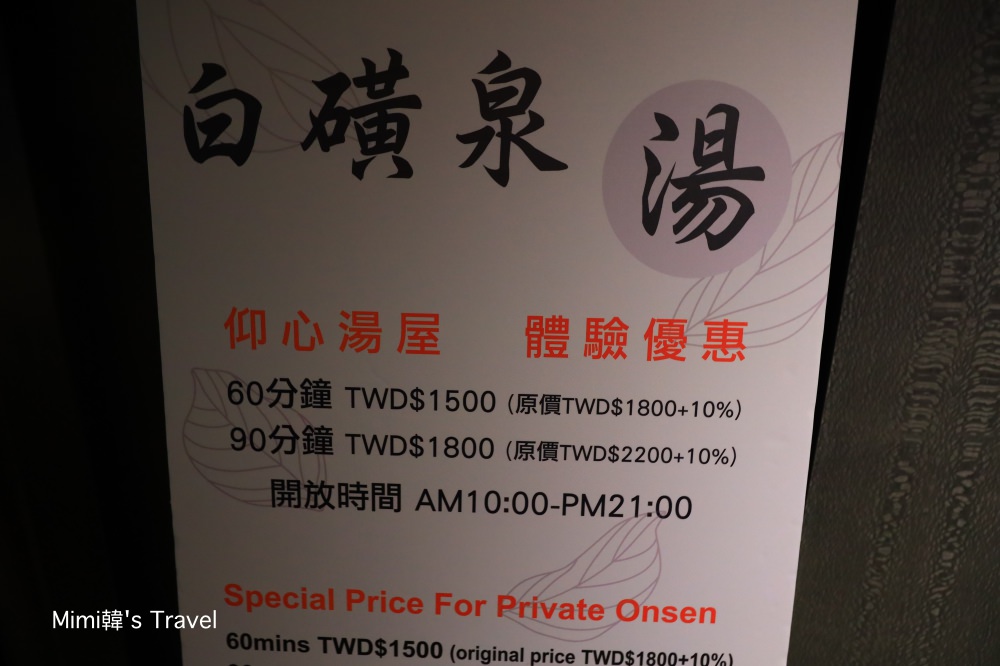 白磺泉 湯
仰心湯屋 體驗優惠
60分鐘 TWD$1500 (原價TWD$1800+10%)
90分鐘 TWD$1800 (原價TWD$2200+10%)
開放時間 AM10:00-PM21:00
Special Price For Private Onsen
60mins TWD$1500 (original price TWD$1800+10%)
Mimi韓's Travel